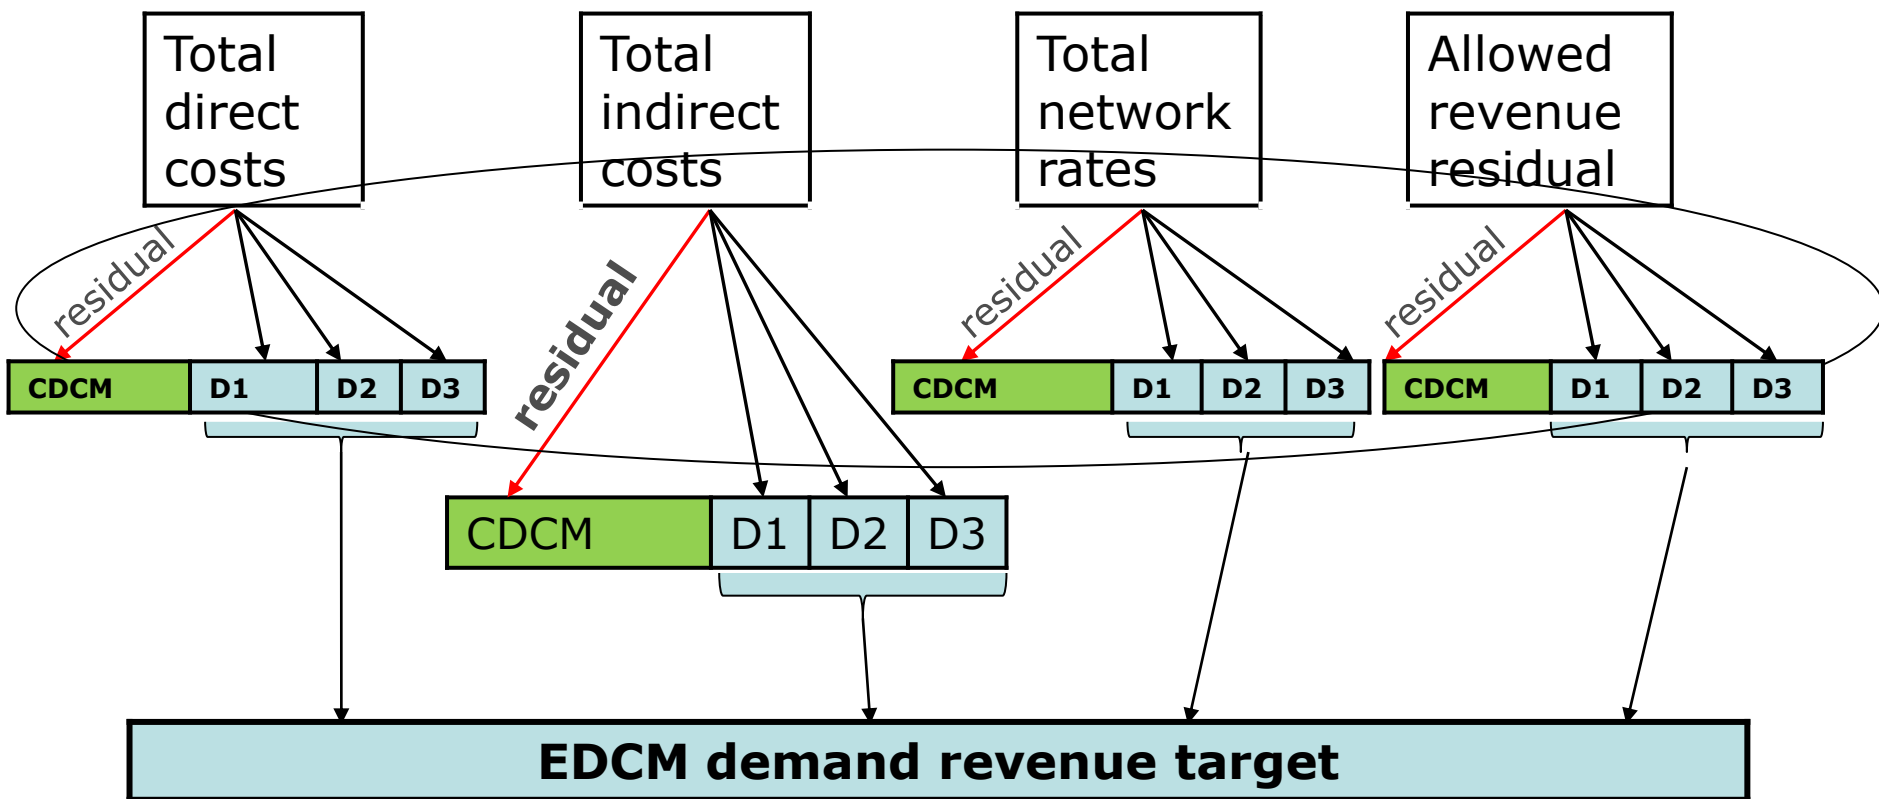 Total
direct
costs
Total
indirect
costs
Total
network
rates
Allowed
revenue
residual
residual
residual
residual
residual
CDCM D1 D2 D3
CDCM D1 D2 D3
CDCM D1 D2 D3
CDCM D1 D2 D3
EDCM demand revenue target